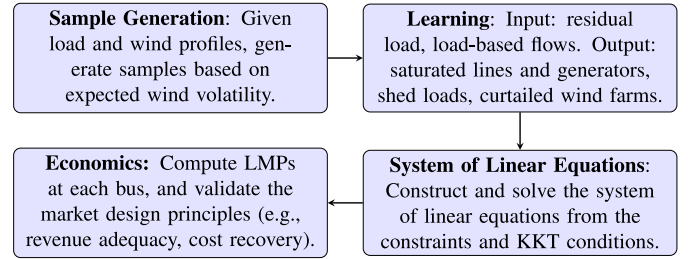 Sample Generation: Given
load and wind profiles, gen-
erate samples based on
expected wind volatility.
Learning: Input: residual
load, load-based flows. Output:
saturated lines and generators,
shed loads, curtailed wind farms.
System of Linear Equations:
Construct and solve the system
of linear equations from the
constraints and KKT conditions.
Economics: Compute LMPs
at each bus, and validate the
market design principles (e.g.,
revenue adequacy, cost recovery).